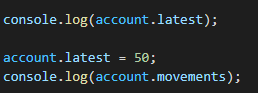 console.log(account.latest);
account.latest = 50;
console.log(account.movements);